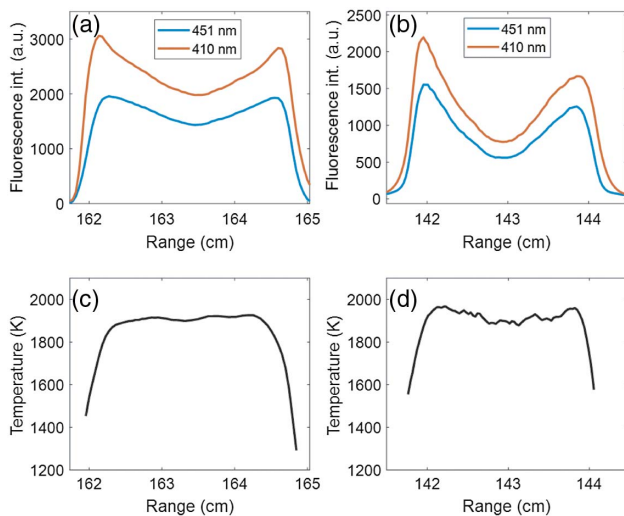 (a)
451 nm
410 nm
Fluorescence int. (a.u.)
3000
2000
1000
0
162 163 164 165
Range (cm)
(b)
451 nm
410 nm
Fluorescence int. (a.u.)
2500
2000
1500
1000
500
0
142 143 144
Range (cm)
(c)
Temperature (K)
2000
1800
1600
1400
1200
162 163 164 165
Range (cm)
(d)
Temperature (K)
2000
1800
1600
1400
1200
142 143 144
Range (cm)